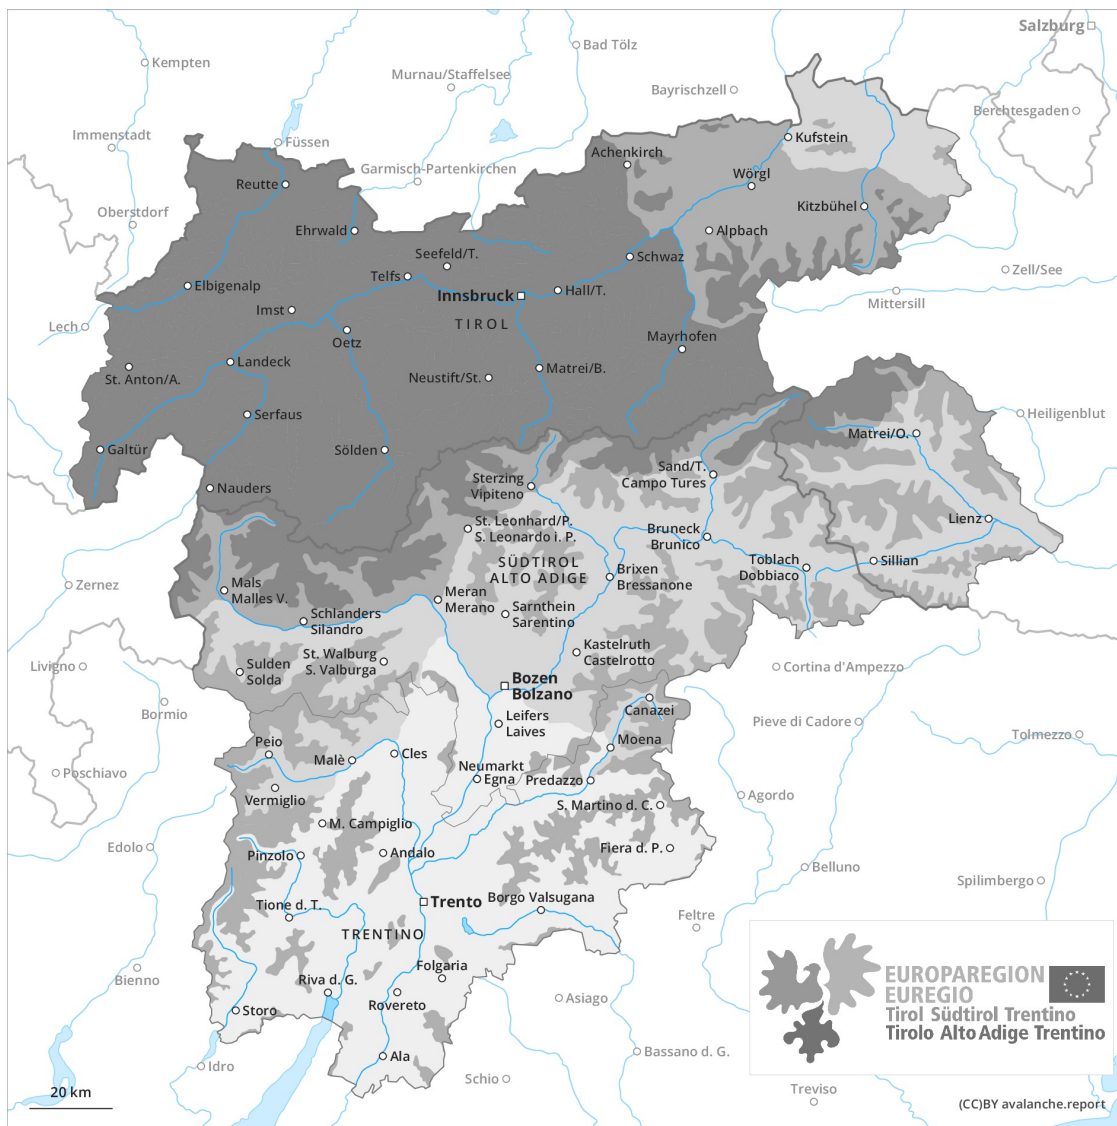 Salzburg
Bad Tölz
Kempten
Murnau/Staffelsee
Bayrischzell
Berchtesgaden
Immenstadt
Füssen
Kufstein
Achenkirch
Garmisch-Partenkirchen
Wörgl
Reutte
Kitzbühel
Oberstdorf
Ehrwald
Alpbach
Seefeld/T.
Schwaz
Telfs
Zell/See
Elbigenalp
Innsbruck
Hall/T.
Mittersill
Imst
TIROL
Lech
Oetz
Mayrhofen
Landeck
Matrei/B.
St. Anton/A.
Neustift/St.
Serfaus
Heiligenblut
Matrei/O.
Galtür
Sölden
Sand/T.
Campo Tures
Sterzing
Vipiteno
Nauders
St. Leonhard/P.
S. Leonardo i. P.
Lienz
Bruneck
Brunico
SÜDTIROL
ALTO ADIGE
Toblach
Dobbiaco
Sillian
Brixen
Bressanone
Zernez
Mals
Malles V.
Meran
Merano
Sarnthein
Sarentino
Schlanders
Silandro
Kastelruth
Castelrotto
St. Walburg
S. Valburga
Livigno
Sulden
Solda
Cortina d'Ampezzo
Bozen
Bolzano
Bormio
Canazei
Leifers
Laives
Pieve di Cadore
Tolmezzo
Peio
Moena
Malè
Cles
Poschiavo
Neumarkt
Egna
Predazzo
Vermiglio
Agordo
S. Martino d. C.
M. Campiglio
Edolo
Pinzolo
Andalo
Fiera d. P.
Belluno
Spilimbergo
Trento
Borgo Valsugana
Tione d. T.
Feltre
TRENTINO
Bienno
Folgaria
Riva d. G.
Rovereto
Asiago
Storo
Ala
Bassano d. G.
Idro
Schio
Treviso
EUROPAREGION
EUREGIO
Tirol Südtirol Trentino
Tirolo Alto Adige Trentino
20 km
(CC)BY avalanche.report